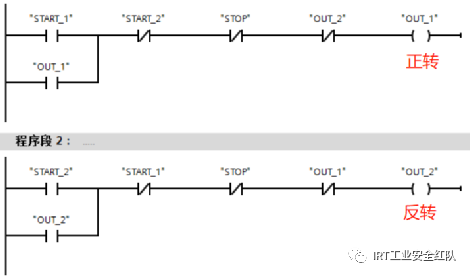 "START_1" "START_2" "STOP" "OUT_2" "OUT_1"
正转
"OUT_1"
程序段 2： ......
"START_2" "START_1" "STOP" "OUT_1" "OUT_2"
反转
"OUT_2"
IRT工业安全红队